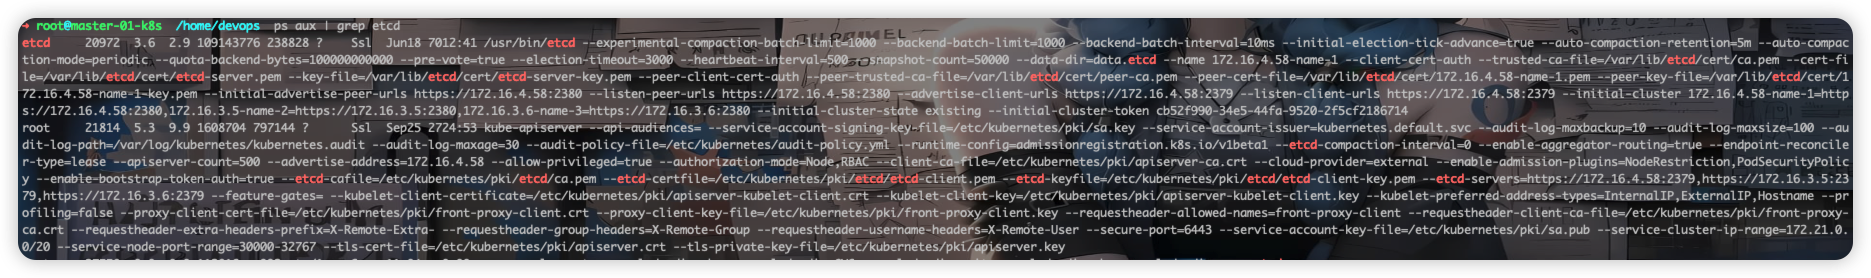 ➜ root@master-01-k8s /home/devops ps aux | grep etcd
etcd 20972 3.6 2.9 109143776 238828 ? Ssl Jun18 7012:41 /usr/bin/etcd --experimental-compaction-batch-limit=1000 --backend-batch-limit=1000 --backend-batch-interval=10ms --initial-election-tick-advance=true --auto-compaction-retention=5m --auto-compac
tion-mode=periodic --quota-backend-bytes=100000000000 --pre-vote=true --election-timeout=3000 --heartbeat-interval=500 --snapshot-count=50000 --data-dir=data.etcd --name 172.16.4.58-name-1 --client-cert-auth --trusted-ca-file=/var/lib/etcd/cert/ca.pem --cert-fi
le=/var/lib/etcd/cert/etcd-server.pem --key-file=/var/lib/etcd/cert/etcd-server-key.pem --peer-client-cert-auth --peer-trusted-ca-file=/var/lib/etcd/cert/peer-ca.pem --peer-cert-file=/var/lib/etcd/cert/172.16.4.58-name-1.pem --peer-key-file=/var/lib/etcd/cert/1
72.16.4.58-name-1-key.pem --initial-advertise-peer-urls https://172.16.4.58:2380 --listen-peer-urls https://172.16.4.58:2380 --advertise-client-urls https://172.16.4.58:2379 --listen-client-urls https://172.16.4.58:2379 --initial-cluster 172.16.4.58-name-1=http
s://172.16.4.58:2380,172.16.3.5-name-2=https://172.16.3.5:2380,172.16.3.6-name-3=https://172.16.3.6:2380 --initial-cluster-state existing --initial-cluster-token cb52f990-34e5-44fa-9520-2f5cf2186714
root 21814 5.3 9.9 1608704 797144 ? Ssl Sep25 2724:53 kube-apiserver --api-audiences= --service-account-signing-key-file=/etc/kubernetes/pki/sa.key --service-account-issuer=kubernetes.default.svc --audit-log-maxbackup=10 --audit-log-maxsize=100 --au
dit-log-path=/var/log/kubernetes/kubernetes.audit --audit-log-maxage=30 --audit-policy-file=/etc/kubernetes/audit-policy.yml --runtime-config=admissionregistration.k8s.io/v1beta1 --etcd-compaction-interval=0 --enable-aggregator-routing=true --endpoint-reconcile
r-type=lease --apiserver-count=500 --advertise-address=172.16.4.58 --allow-privileged=true --authorization-mode=Node,RBAC --client-ca-file=/etc/kubernetes/pki/apiserver-ca.crt --cloud-provider=external --enable-admission-plugins=NodeRestriction,PodSecurityPolic
y --enable-bootstrap-token-auth=true --etcd-cafile=/etc/kubernetes/pki/etcd/ca.pem --etcd-certfile=/etc/kubernetes/pki/etcd/etcd-client.pem --etcd-keyfile=/etc/kubernetes/pki/etcd/etcd-client-key.pem --etcd-servers=https://172.16.4.58:2379,https://172.16.3.5:23
79,https://172.16.3.6:2379 --feature-gates= --kubelet-client-certificate=/etc/kubernetes/pki/apiserver-kubelet-client.crt --kubelet-client-key=/etc/kubernetes/pki/apiserver-kubelet-client.key --kubelet-preferred-address-types=InternalIP,ExternalIP,Hostname --pr
ofiling=false --proxy-client-cert-file=/etc/kubernetes/pki/front-proxy-client.crt --proxy-client-key-file=/etc/kubernetes/pki/front-proxy-client.key --requestheader-allowed-names=front-proxy-client --requestheader-client-ca-file=/etc/kubernetes/pki/front-proxy-
ca.crt --requestheader-extra-headers-prefix=X-Remote-Extra- --requestheader-group-headers=X-Remote-Group --requestheader-username-headers=X-Remote-User --secure-port=6443 --service-account-key-file=/etc/kubernetes/pki/sa.pub --service-cluster-ip-range=172.21.0.
0/20 --service-node-port-range=30000-32767 --tls-cert-file=/etc/kubernetes/pki/apiserver.crt --tls-private-key-file=/etc/kubernetes/pki/apiserver.key